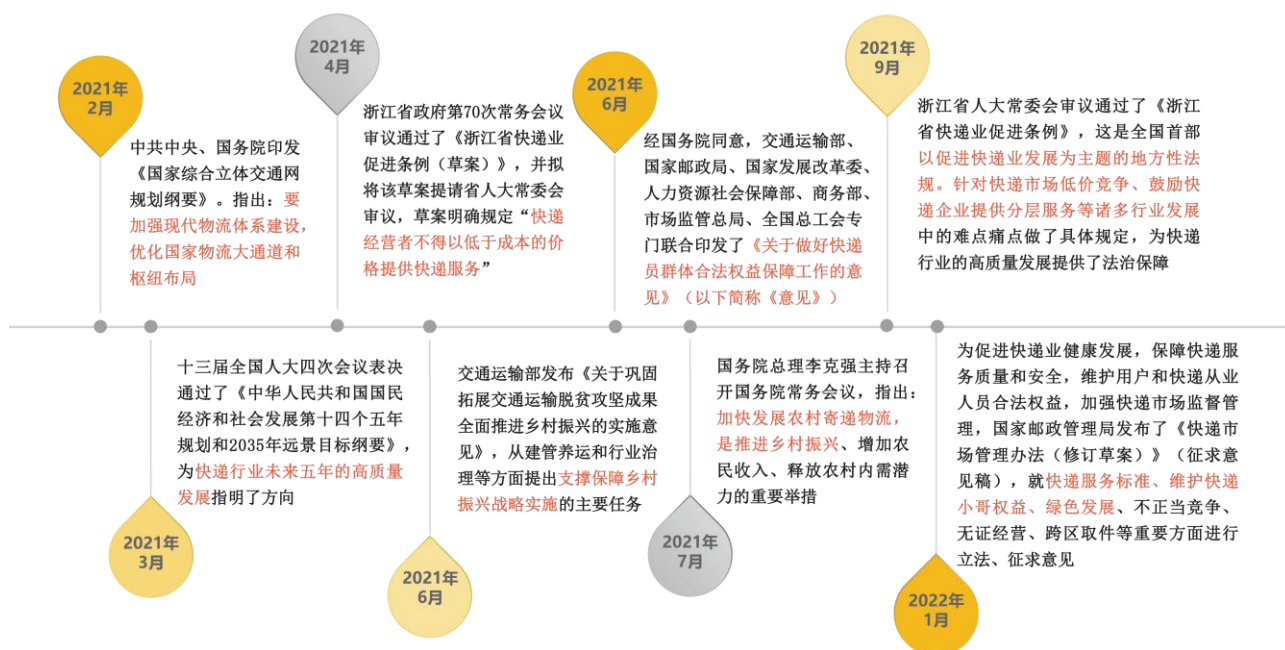 2021年
2月
中共中央、国务院印发
《国家综合立体交通网
规划纲要》。指出：要
加强现代物流体系建设，
优化国家物流大通道和
枢纽布局
2021年
4月
浙江省政府第70次常务会议
审议通过了《浙江省快递业
促进条例（草案）》，并拟
将该草案提请省人大常委会
审议，草案明确规定“快递
经营者不得以低于成本的价
格提供快递服务”
2021年
6月
经国务院同意，交通运输部、
国家邮政局、国家发展改革委、
人力资源社会保障部、商务部、
市场监管总局、全国总工会专
门联合印发了《关于做好快递
员群体合法权益保障工作的意
见》（以下简称《意见》）
2021年
9月
浙江省人大常委会审议通过了《浙江
省快递业促进条例》，这是全国首部
以促进快递业发展为主题的地方性法
规。针对快递市场低价竞争、鼓励快
递企业提供分层服务等诸多行业发展
中的难点痛点做了具体规定，为快递
行业的高质量发展提供了法治保障
十三届全国人大四次会议表决
通过了《中华人民共和国国民
经济和社会发展第十四个五年
规划和2035年远景目标纲要》，
为快递行业未来五年的高质量
发展指明了方向
2021年
3月
交通运输部发布《关于巩固
拓展交通运输脱贫攻坚成果
全面推进乡村振兴的实施意
见》，从建管养运和行业治
理等方面提出支撑保障乡村
振兴战略实施的主要任务
2021年
6月
国务院总理李克强主持召
开国务院常务会议，指出：
加快发展农村寄递物流，
是推进乡村振兴、增加农
民收入、释放农村内需潜
力的重要举措
2021年
7月
为促进快递业健康发展，保障快递服
务质量和安全，维护用户和快递从业
人员合法权益，加强快递市场监督管
理，国家邮政管理局发布了《快递市
场管理办法（修订草案）》（征求意
见稿），就快递服务标准、维护快递
小哥权益、绿色发展、不正当竞争、
无证经营、跨区取件等重要方面进行
立法、征求意见
2022年
1月